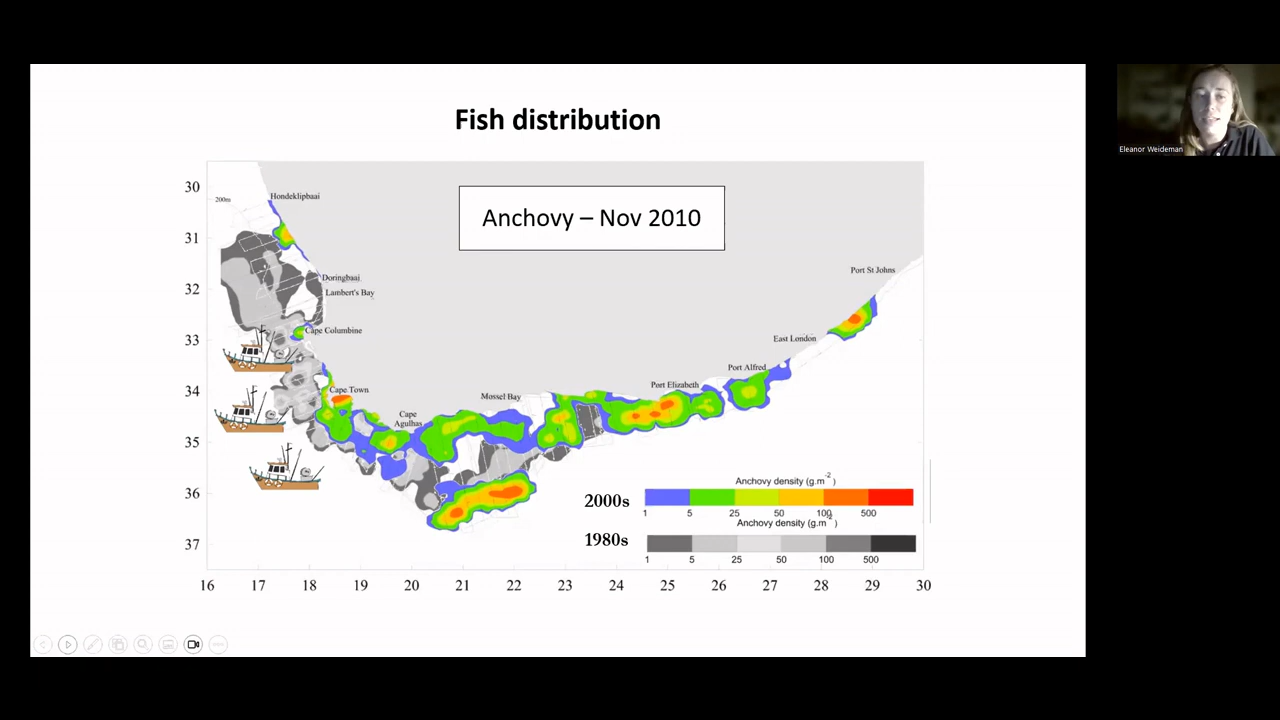 Fish distribution
Anchovy – Nov 2010
Eleanor Weideman
30
31
32
33
34
35
36
37
200m
Hondeklipbaai
Doringbaai
Lambert's Bay
Cape Columbine
Cape Town
Cape
Agulhas
Mossel Bay
Port Elizabeth
Port Alfred
East London
Port St Johns
Anchovy density (g.m-2)
2000s
1 5 25 50 100 500
Anchovy density (g.m-2)
1980s
1 5 25 50 100 500
16 17 18 19 20 21 22 23 24 25 26 27 28 29 30